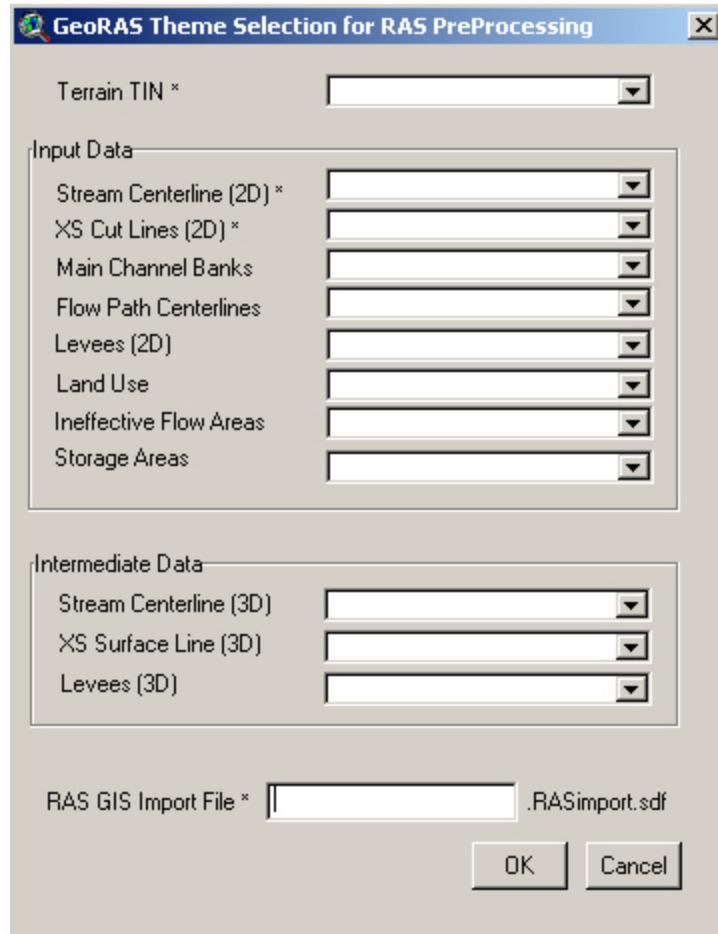 GeoRAS Theme Selection for RAS PreProcessing
Terrain TIN *
Input Data
Stream Centerline (2D) *
XS Cut Lines (2D) *
Main Channel Banks
Flow Path Centerlines
Levees (2D)
Land Use
Ineffective Flow Areas
Storage Areas
Intermediate Data
Stream Centerline (3D)
XS Surface Line (3D)
Levees (3D)
RAS GIS Import File * .RASimport.sdf
OK Cancel